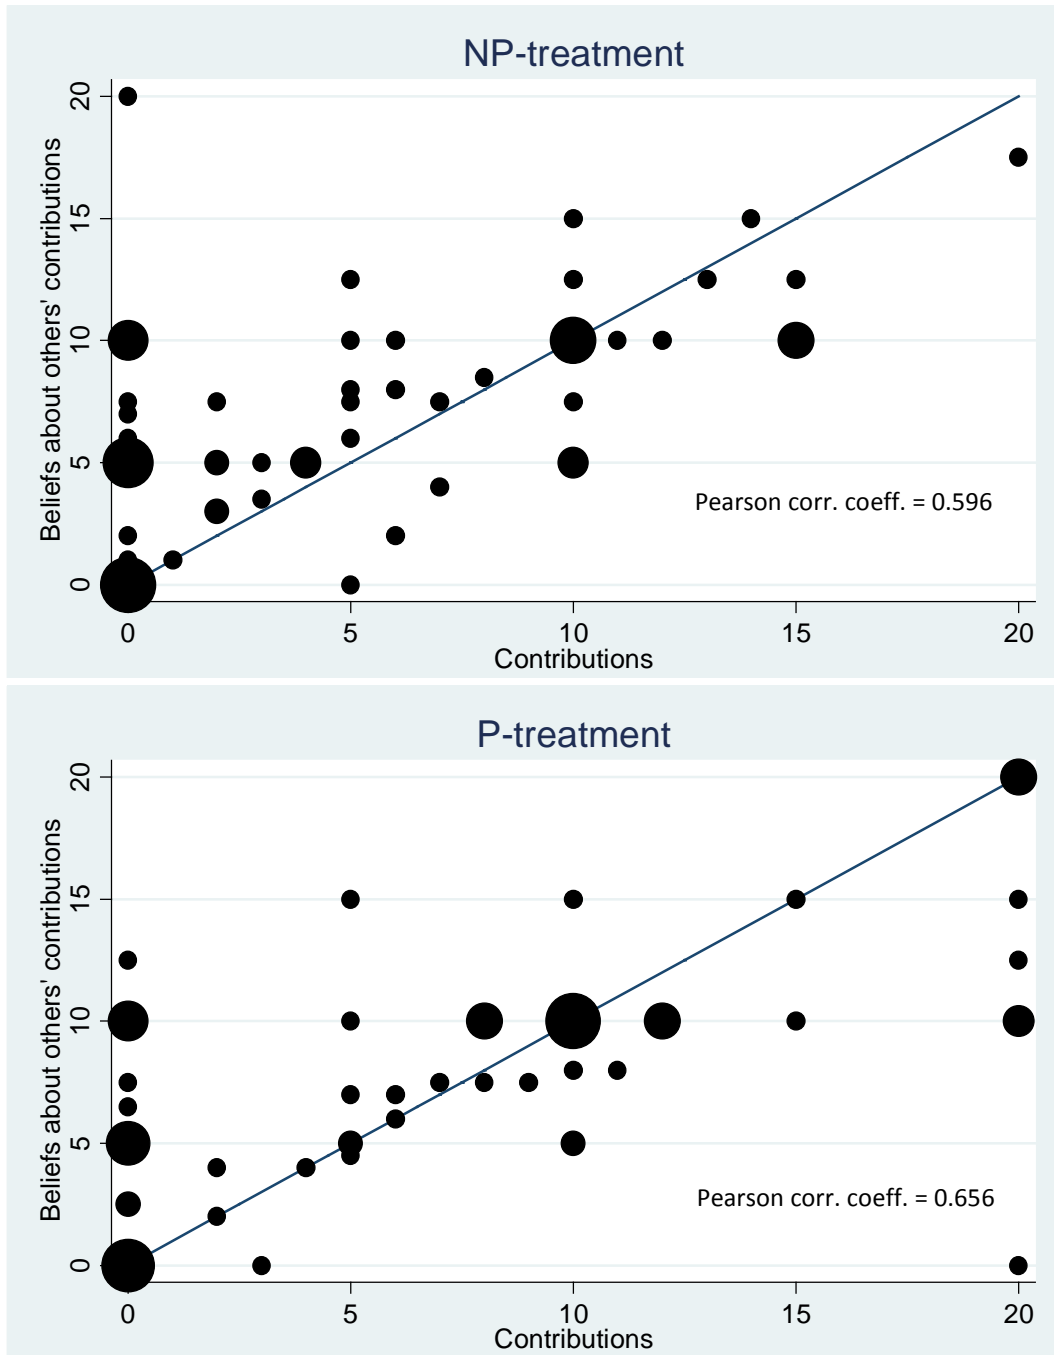 NP-treatment
Beliefs about others' contributions
20
15
10
5
0
Pearson corr. coeff. = 0.596
0 5 10 15 20
Contributions
P-treatment
Beliefs about others' contributions
20
15
10
5
0
Pearson corr. coeff. = 0.656
0 5 10 15 20
Contributions